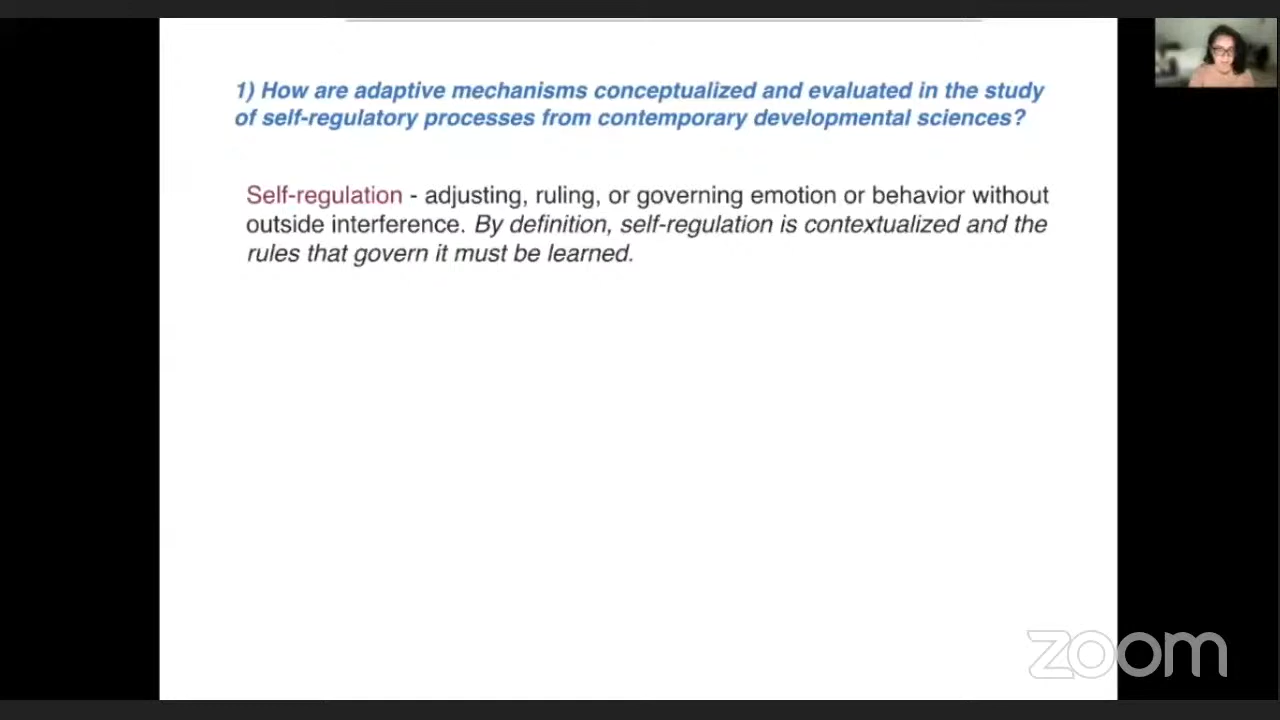 1) How are adaptive mechanisms conceptualized and evaluated in the study
of self-regulatory processes from contemporary developmental sciences?
Self-regulation - adjusting, ruling, or governing emotion or behavior without
outside interference. By definition, self-regulation is contextualized and the
rules that govern it must be learned.
zoom